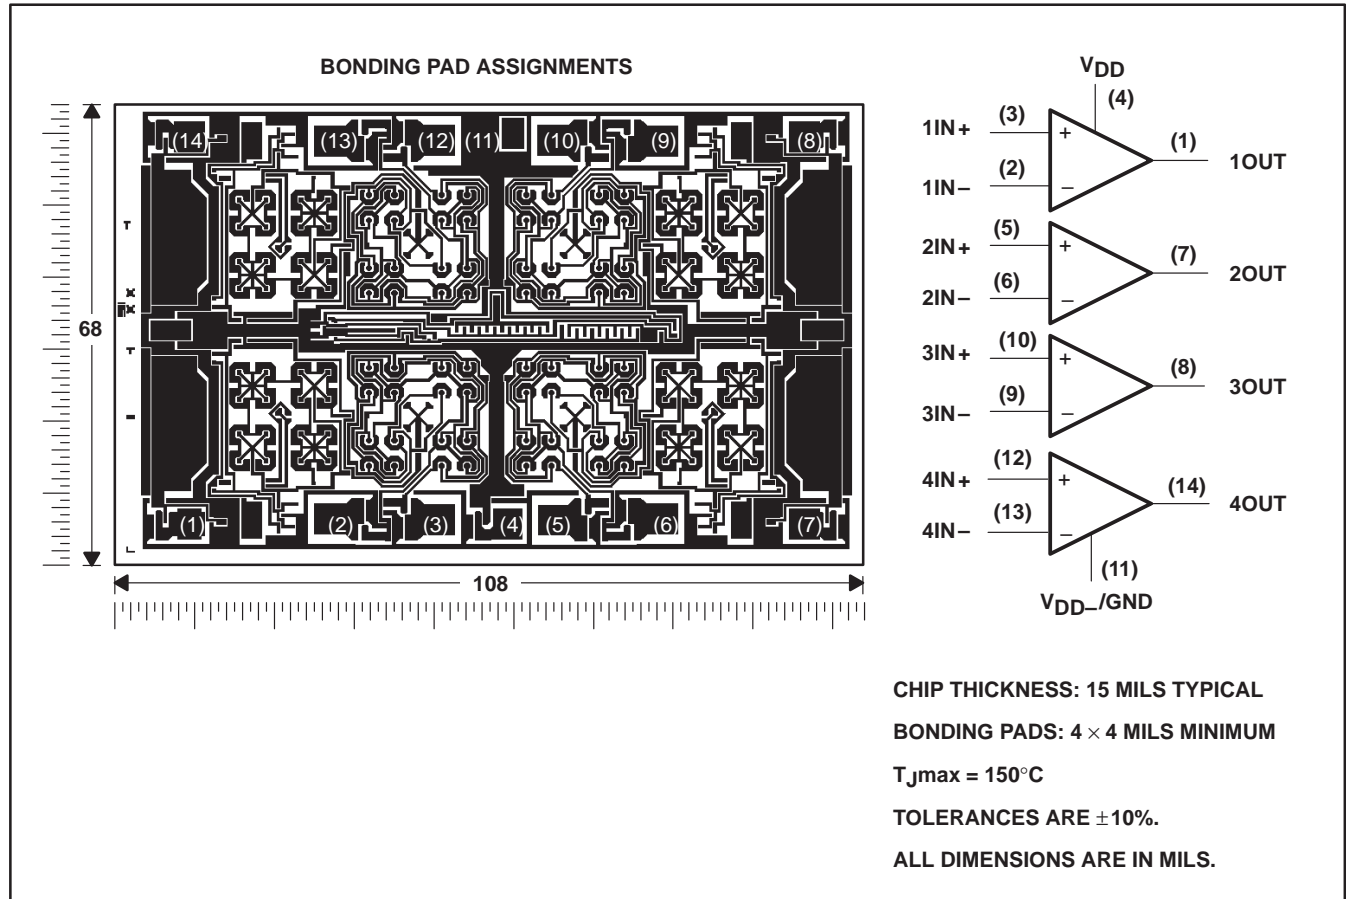 BONDING PAD ASSIGNMENTS
(14) (13) (12) (11) (10) (9) (8)
68
(1) (2) (3) (4) (5) (6) (7)
108
VDD
(4)
1IN+ (3) + (1) 1OUT
1IN− (2) −
2IN+ (5) + (7) 2OUT
2IN− (6) −
3IN+ (10) + (8) 3OUT
3IN− (9) −
4IN+ (12) + (14) 4OUT
4IN− (13) −
(11)
VDD−/GND
CHIP THICKNESS: 15 MILS TYPICAL
BONDING PADS: 4 × 4 MILS MINIMUM
TJmax = 150°C
TOLERANCES ARE ±10%.
ALL DIMENSIONS ARE IN MILS.